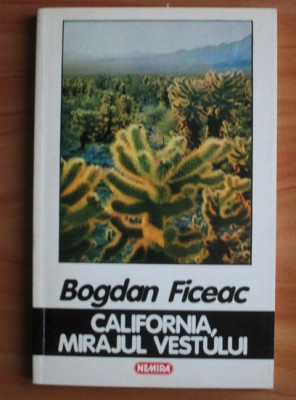 Bogdan Ficeac
CALIFORNIA,
MIRAJUL VESTULUI
NEMIRA